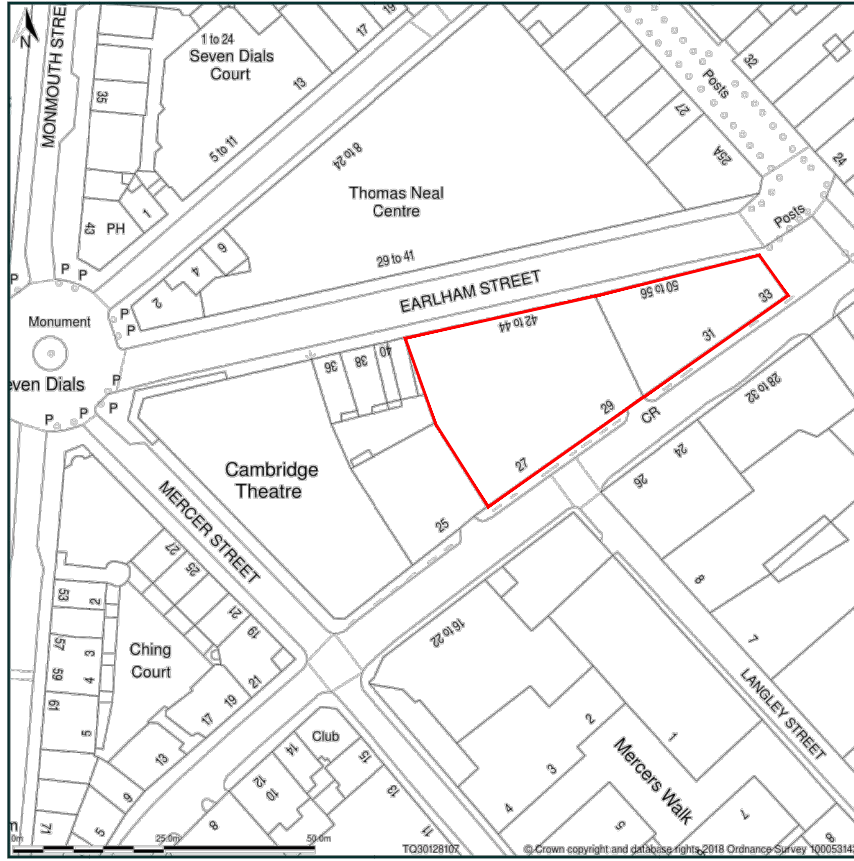 MONMOUTH STREE
1 to 24
Seven Dials
Court
17
19
13
35
5 to 11
8 to 24
Thomas Neal
Centre
32
Posts
27
25A
24
Posts
43
PH
1
6
4
2
29 to 41
EARLHAM STREET
N
P
P
P
P
P
Monument
even Dials
P
P
P
36
38
40
42 to 44
50 to 56
33
31
29
27
25
CR
28 to 32
24
26
Cambridge
Theatre
MERCER STREET
27
25
21
19
53
2
57
3
59
4
61
5
Ching
Court
21
19
17
13
9
5
71
16 to 22
8
7
LANGLEY STREET
1
2
3
4
Mercers Walk
5
7
8
Club
14
12
10
8
15
13
11
0m
25.0m
50.0m
TQ30128107
© Crown copyright and database rights 2018 Ordnance Survey 10005314